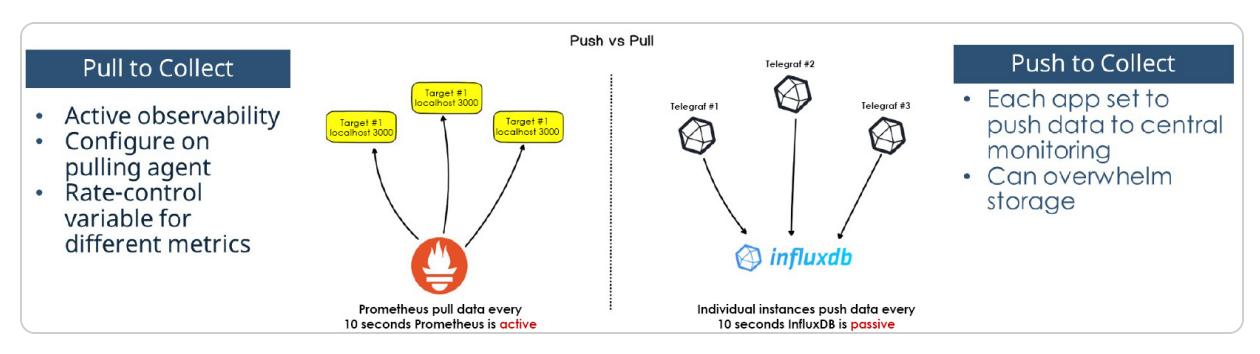 Push vs Pull
Pull to Collect
• Active observability
• Configure on
pulling agent
• Rate-control
variable for
different metrics
Target #1
localhost 3000
Target #1
localhost 3000
Target #1
localhost 3000
Prometheus pull data every
10 seconds Prometheus is active
Telegraf #1
Telegraf #2
Telegraf #3
influxdb
Individual instances push data every
10 seconds InfluxDB is passive
Push to Collect
• Each app set to
push data to central
monitoring
• Can overwhelm
storage